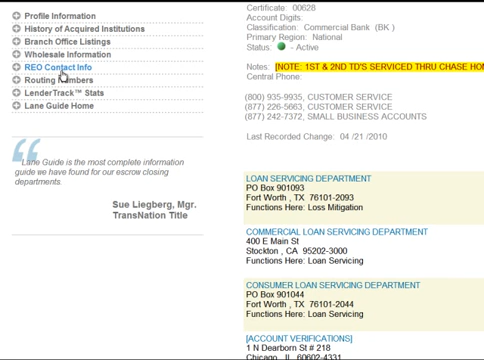 Profile Information
History of Acquired Institutions
Branch Office Listings
Wholesale Information
REO Contact Info
Routing Numbers
LenderTrack™ Stats
Lane Guide Home
"Lane Guide is the most complete information
guide we have found for our escrow closing
departments.
Sue Liegberg, Mgr.
TransNation Title
Certificate: 00628
Account Digits:
Classification: Commercial Bank (BK )
Primary Region: National
Status: - Active
Notes: [NOTE. 1ST & 2ND TD'S SERVICED THRU CHASE
Central Phone:
(800) 935-9935, CUSTOMER SERVICE
(877) 226-5663, CUSTOMER SERVICE
(877) 242-7372, SMALL BUSINESS ACCOUNTS
Last Recorded Change: 04 /21 /2010
LOAN SERVICING DEPARTMENT
PO Box 901093
Fort Worth , TX 76101-2093
Functions Here: Loss Mitigation
COMMERCIAL LOAN SERVICING DEPARTMENT
400 E Main St
Stockton , CA 95202-3000
Functions Here: Loan Servicing
CONSUMER LOAN SERVICING DEPARTMENT
PO Box 901044
Fort Worth , TX 76101-2044
Functions Here: Loan Servicing
[ACCOUNT VERIFICATIONS]
1 N Dearborn St # 218
Chicago , IL 60602-4331